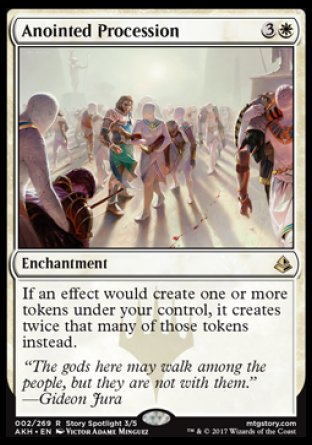 Anointed Procession 3
Enchantment
If an effect would create one or more
tokens under your control, it creates
twice that many of those tokens
instead.
“The gods here may walk among the
people, but they are not with them.”
—Gideon Jura
002/269 R Story Spotlight 3/5 mtgstory.com
AKH • EN Victor Adame Minguez ™ & © 2017 Wizards of the Coast